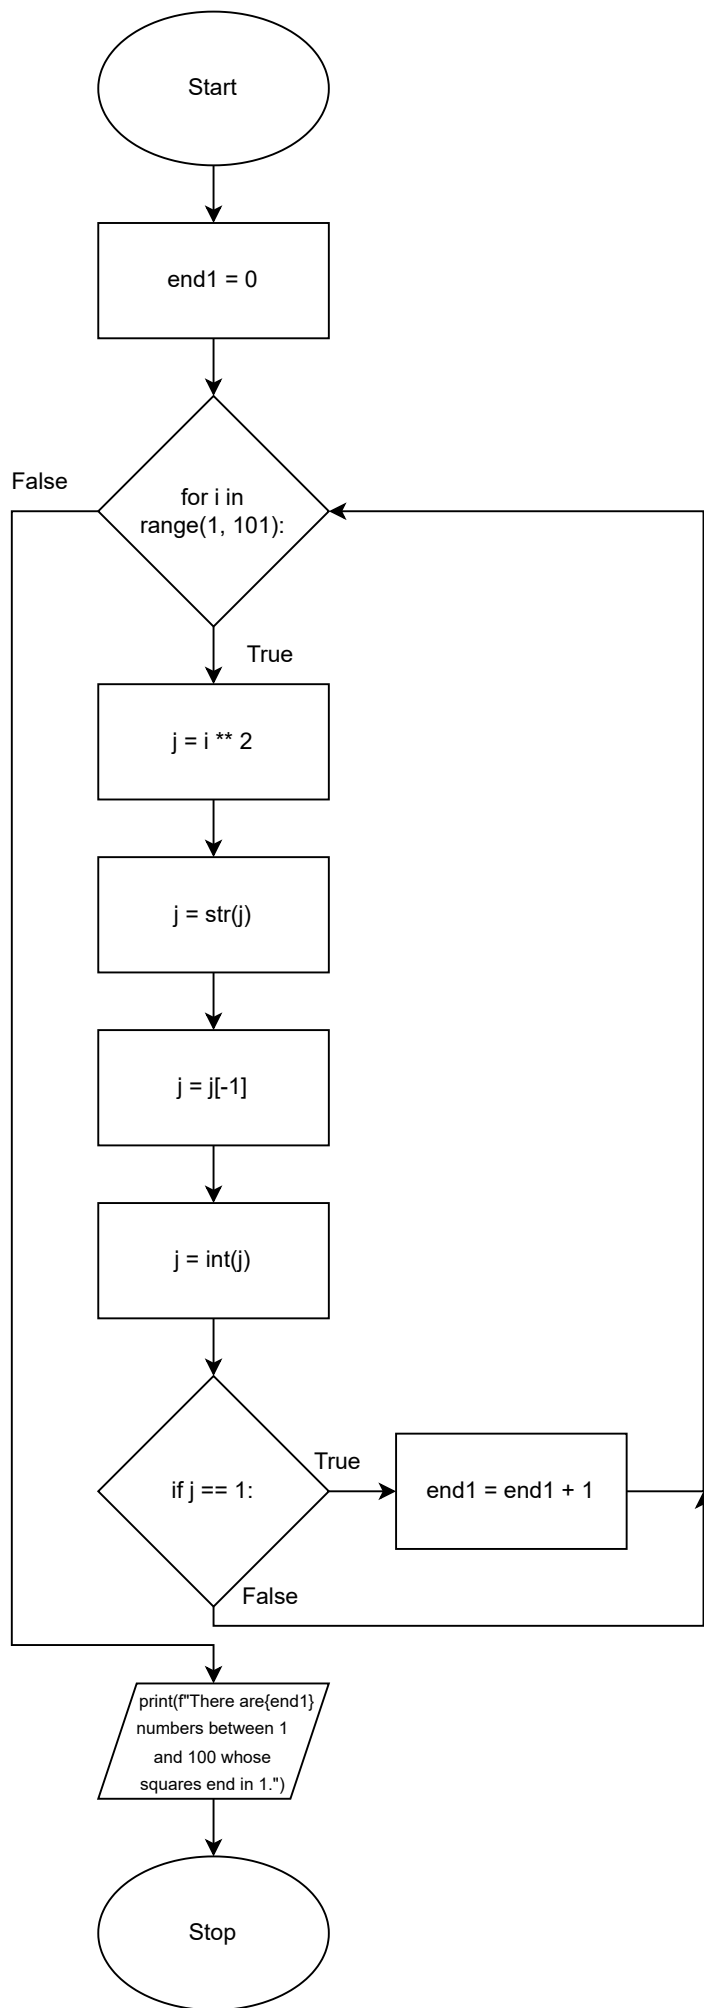 Start
end1 = 0
False
for i in
range(1, 101):
True
j = i ** 2
j = str(j)
j = j[-1]
j = int(j)
if j == 1:
True
end1 = end1 + 1
False
print(f"There are{end1}
numbers between 1
and 100 whose
squares end in 1.")
Stop